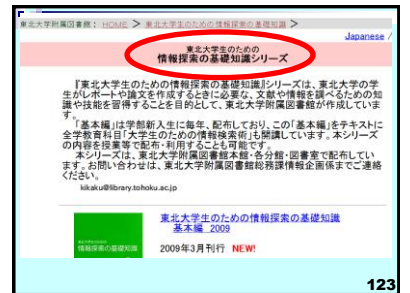 東北大学附属図書館： HOME ＞ 東北大学生のための情報探索の基礎知識 ＞
Japanese /
東北大学生のための
情報探索の基礎知識シリーズ
『東北大学生のための情報探索の基礎知識』シリーズは、東北大学の学
生がレポートや論文を作成するときに必要な、文献や情報を調べるための知
識や技能を習得することを目的として、東北大学附属図書館が作成していま
す。
「基本編」は学部新入生に毎年、配布しており、この「基本編」をテキストに
全学教育科目「大学生のための情報検索術」も開講しています。本シリーズ
の内容を授業等で配布・利用することも可能です。
本シリーズは、東北大学附属図書館本館・各分館・図書室で配布してい
ます。お問い合わせは、東北大学附属図書館総務課情報企画係までご連絡
ください。
kikaku@library.tohoku.ac.jp
東北大学生のための情報探索の基礎知識
基本編 2009
情報探索の基礎知識
2009年3月刊行 NEW!
123